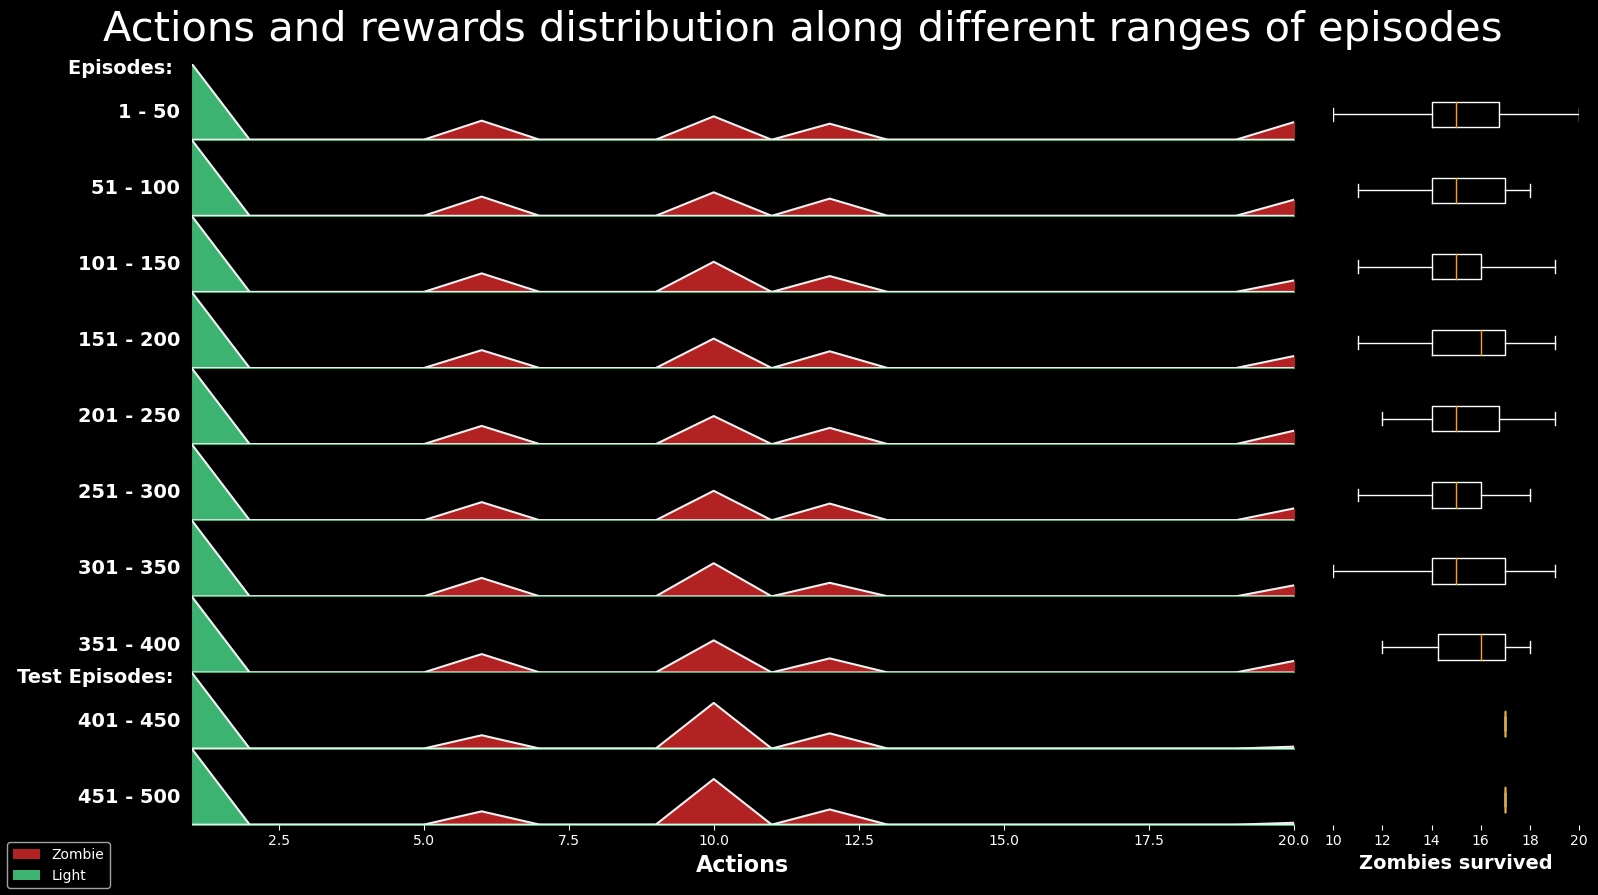 Actions and rewards distribution along different ranges of episodes
Episodes:
1 - 50
51 - 100
101 - 150
151 - 200
201 - 250
251 - 300
301 - 350
351 - 400
Test Episodes:
401 - 450
451 - 500
2.5 5.0 7.5 10.0 12.5 15.0 17.5 20.0
10 12 14 16 18 20
Actions
Zombies survived
Zombie
Light